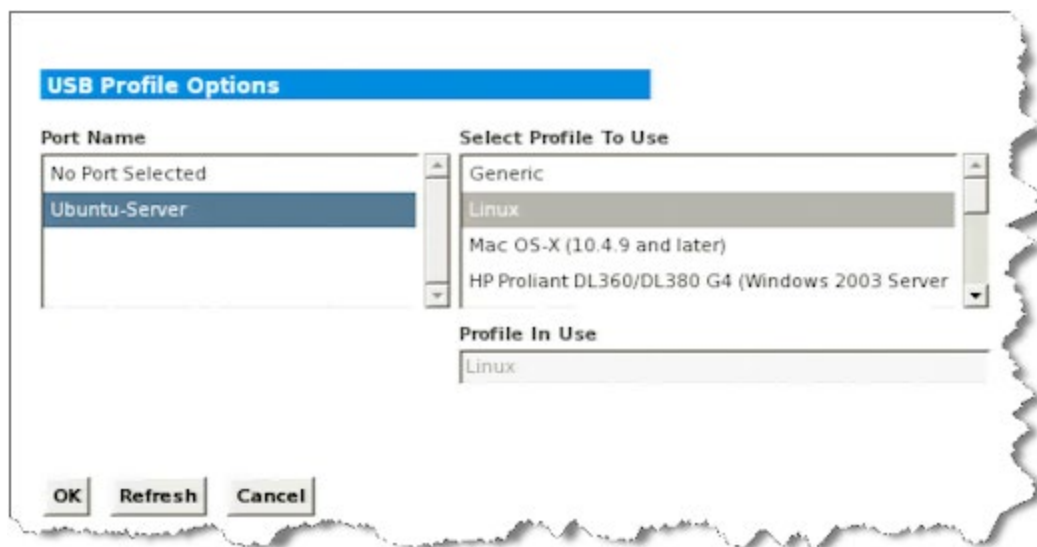 USB Profile Options
Port Name
No Port Selected
Ubuntu-Server
Select Profile To Use
Generic
Linux
Mac OS-X (10.4.9 and later)
HP Proliant DL360/DL380 G4 (Windows 2003 Server
Profile In Use
Linux
OK Refresh Cancel